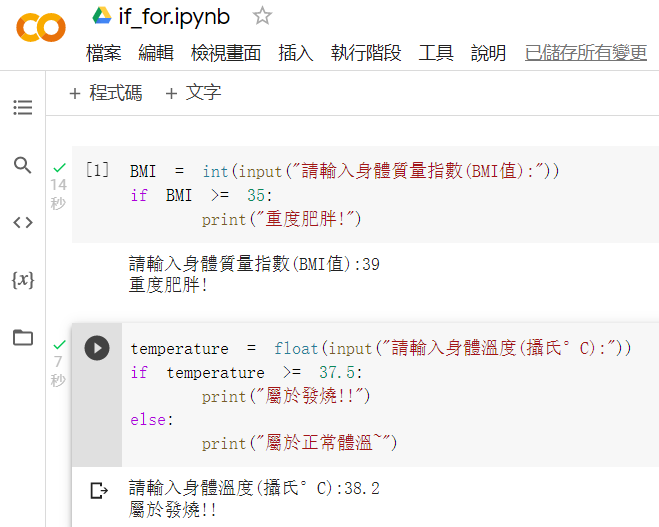 if_for.ipynb
檔案 編輯 檢視畫面 插入 執行階段 工具 說明 已儲存所有變更
+ 程式碼 + 文字
[1] BMI = int(input("請輸入身體質量指數(BMI值):"))
14
秒
if BMI >= 35:
print("重度肥胖!")
請輸入身體質量指數(BMI值):39
重度肥胖!
{x}
7
秒
temperature = float(input("請輸入身體溫度(攝氏°C):"))
if temperature >= 37.5:
print("屬於發燒!!")
else:
print("屬於正常體溫~")
請輸入身體溫度(攝氏°C):38.2
屬於發燒!!